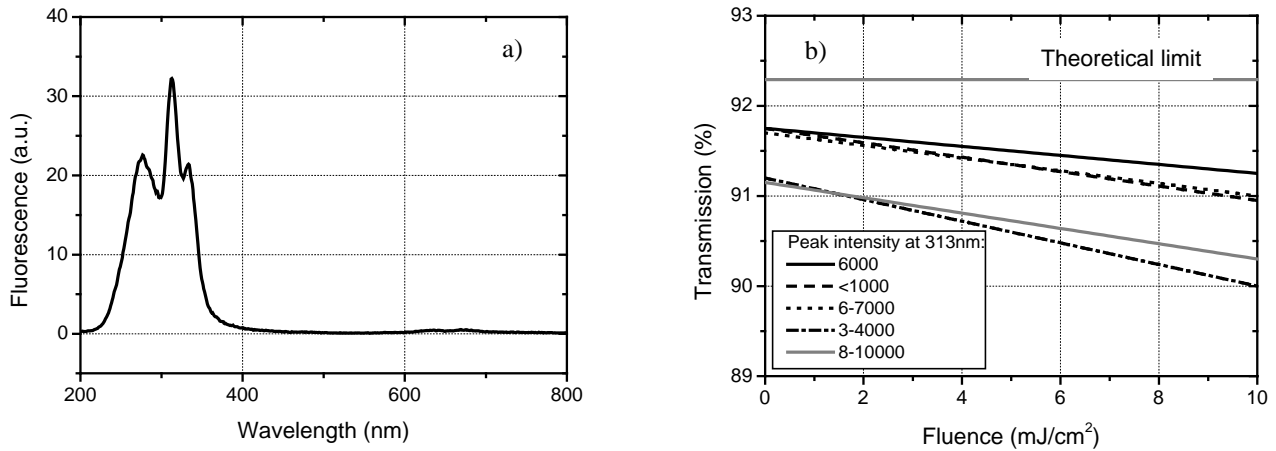 a)
40
30
20
10
0
200 400 600 800
Fluorescence (a.u.)
Wavelength (nm)
b)
Theoretical limit
93
92
91
90
89
0 2 4 6 8 10
Transmission (%)
Fluence (mJ/cm²)
Peak intensity at 313nm:
6000
<1000
6-7000
3-4000
8-10000